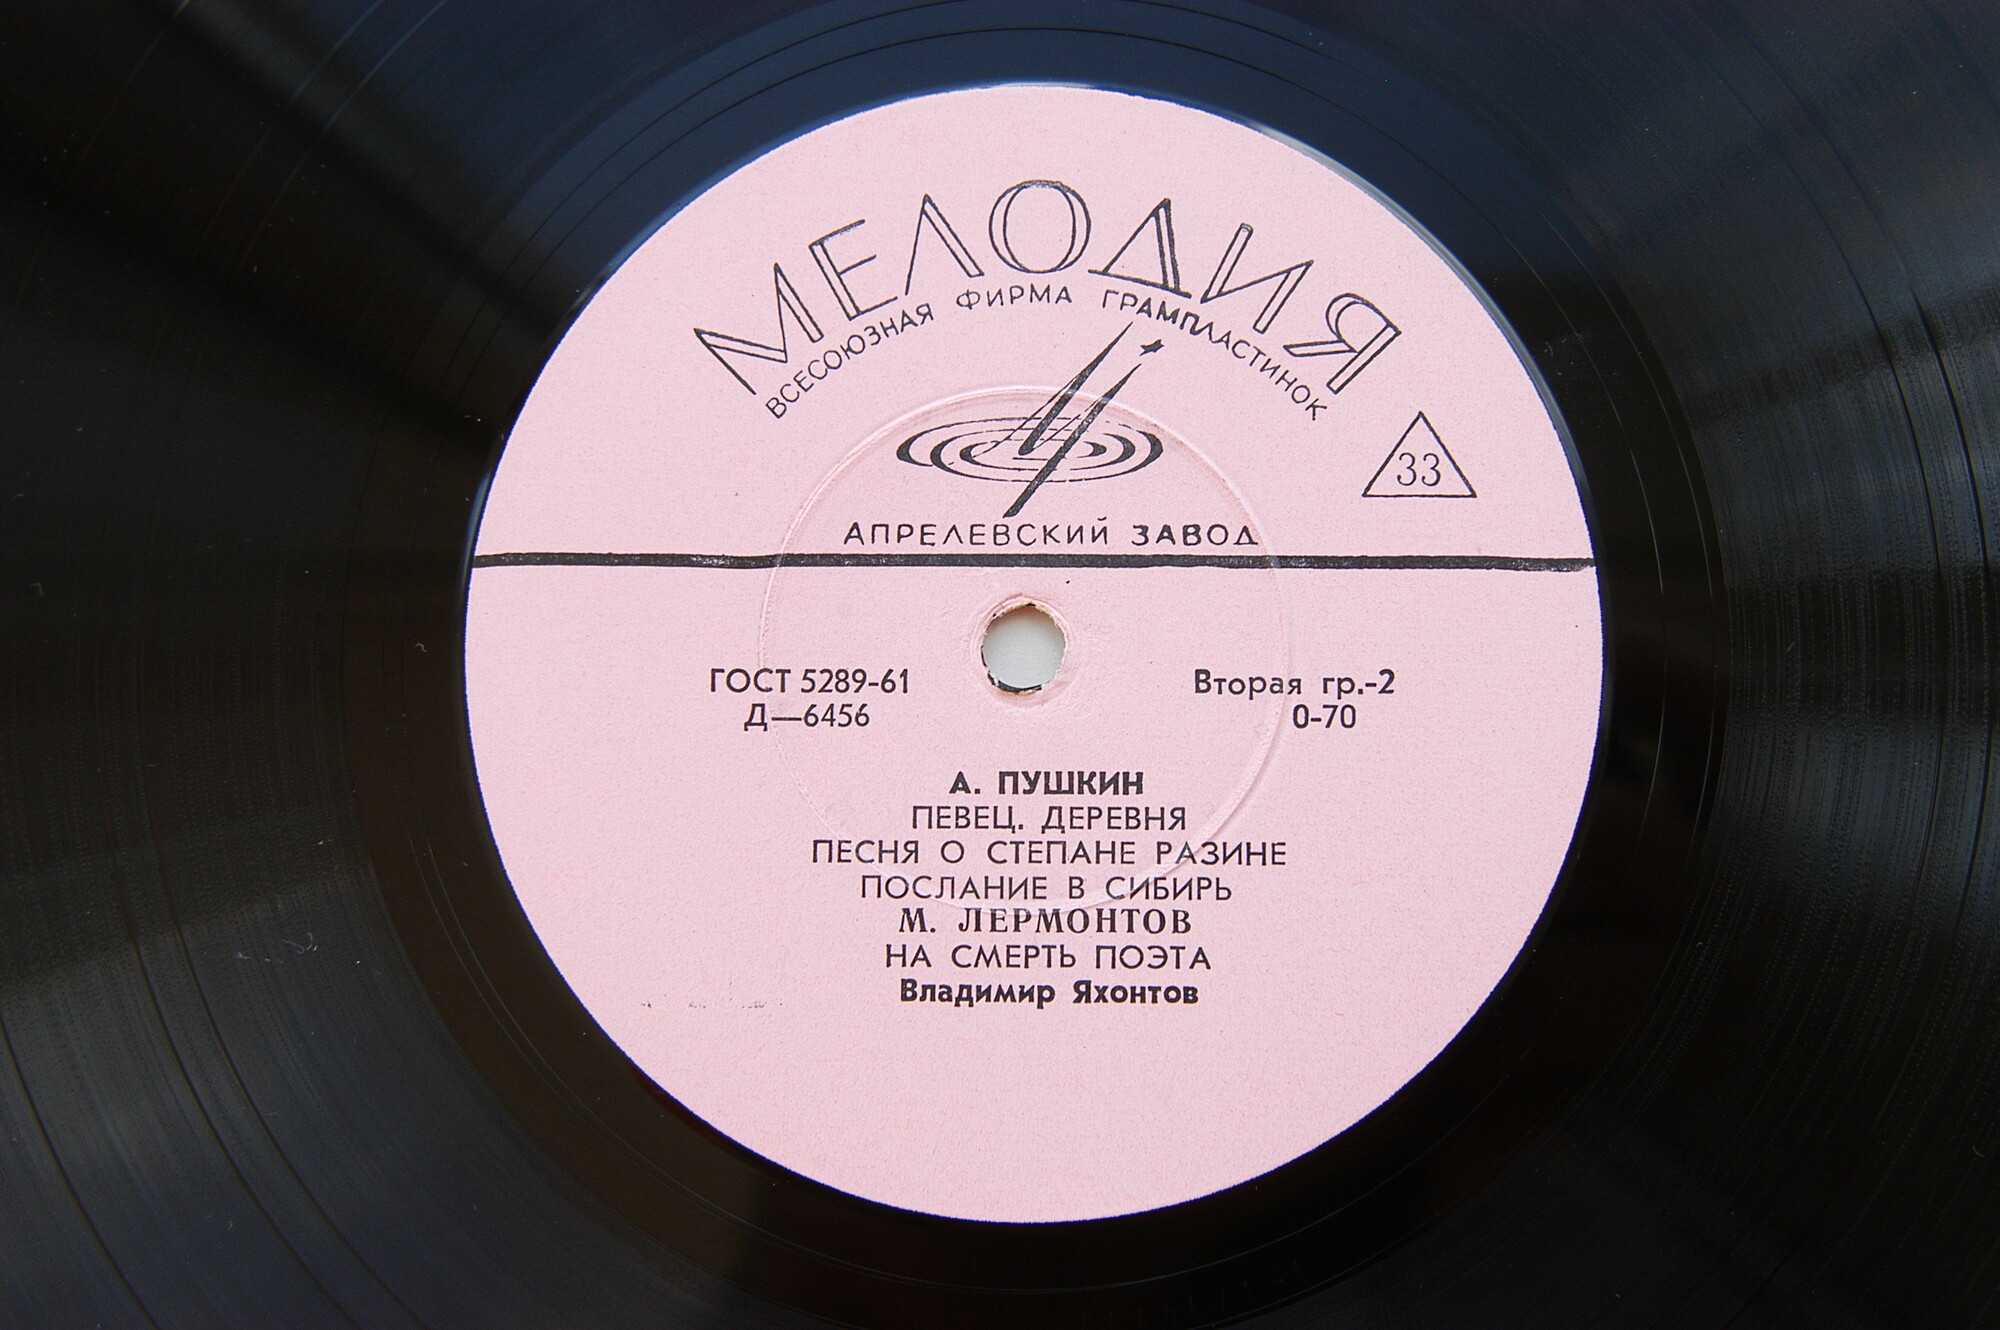 МЕЛОДИЯ
ВСЕСОЮЗНАЯ ФИРМА ГРАМПЛАСТИНОК
33
АПРЕЛЕВСКИЙ ЗАВОД
ГОСТ 5289-61 Вторая гр.-2
Д—6456 0-70
А. ПУШКИН
ПЕВЕЦ. ДЕРЕВНЯ
ПЕСНЯ О СТЕПАНЕ РАЗИНЕ
ПОСЛАНИЕ В СИБИРЬ
М. ЛЕРМОНТОВ
НА СМЕРТЬ ПОЭТА
Владимир Яхонтов